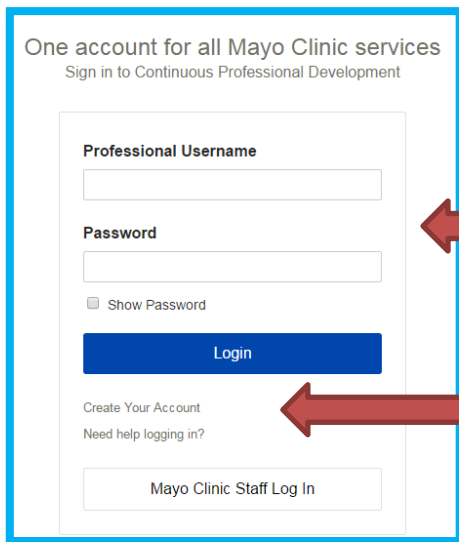 One account for all Mayo Clinic services
Sign in to Continuous Professional Development
Professional Username
Password
Show Password
Login
Create Your Account
Need help logging in?
Mayo Clinic Staff Log In